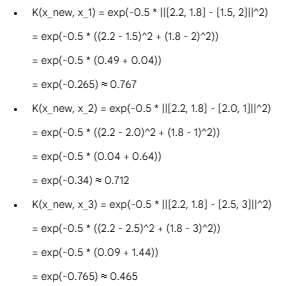 • K(x_new, x_1) = exp(-0.5 * ||[2.2, 1.8] - [1.5, 2]||^2)
= exp(-0.5 * ((2.2 - 1.5)^2 + (1.8 - 2)^2))
= exp(-0.5 * (0.49 + 0.04))
= exp(-0.265) ≈ 0.767
• K(x_new, x_2) = exp(-0.5 * ||[2.2, 1.8] - [2.0, 1]||^2)
= exp(-0.5 * ((2.2 - 2.0)^2 + (1.8 - 1)^2))
= exp(-0.5 * (0.04 + 0.64))
= exp(-0.34) ≈ 0.712
• K(x_new, x_3) = exp(-0.5 * ||[2.2, 1.8] - [2.5, 3]||^2)
= exp(-0.5 * ((2.2 - 2.5)^2 + (1.8 - 3)^2))
= exp(-0.5 * (0.09 + 1.44))
= exp(-0.765) ≈ 0.465